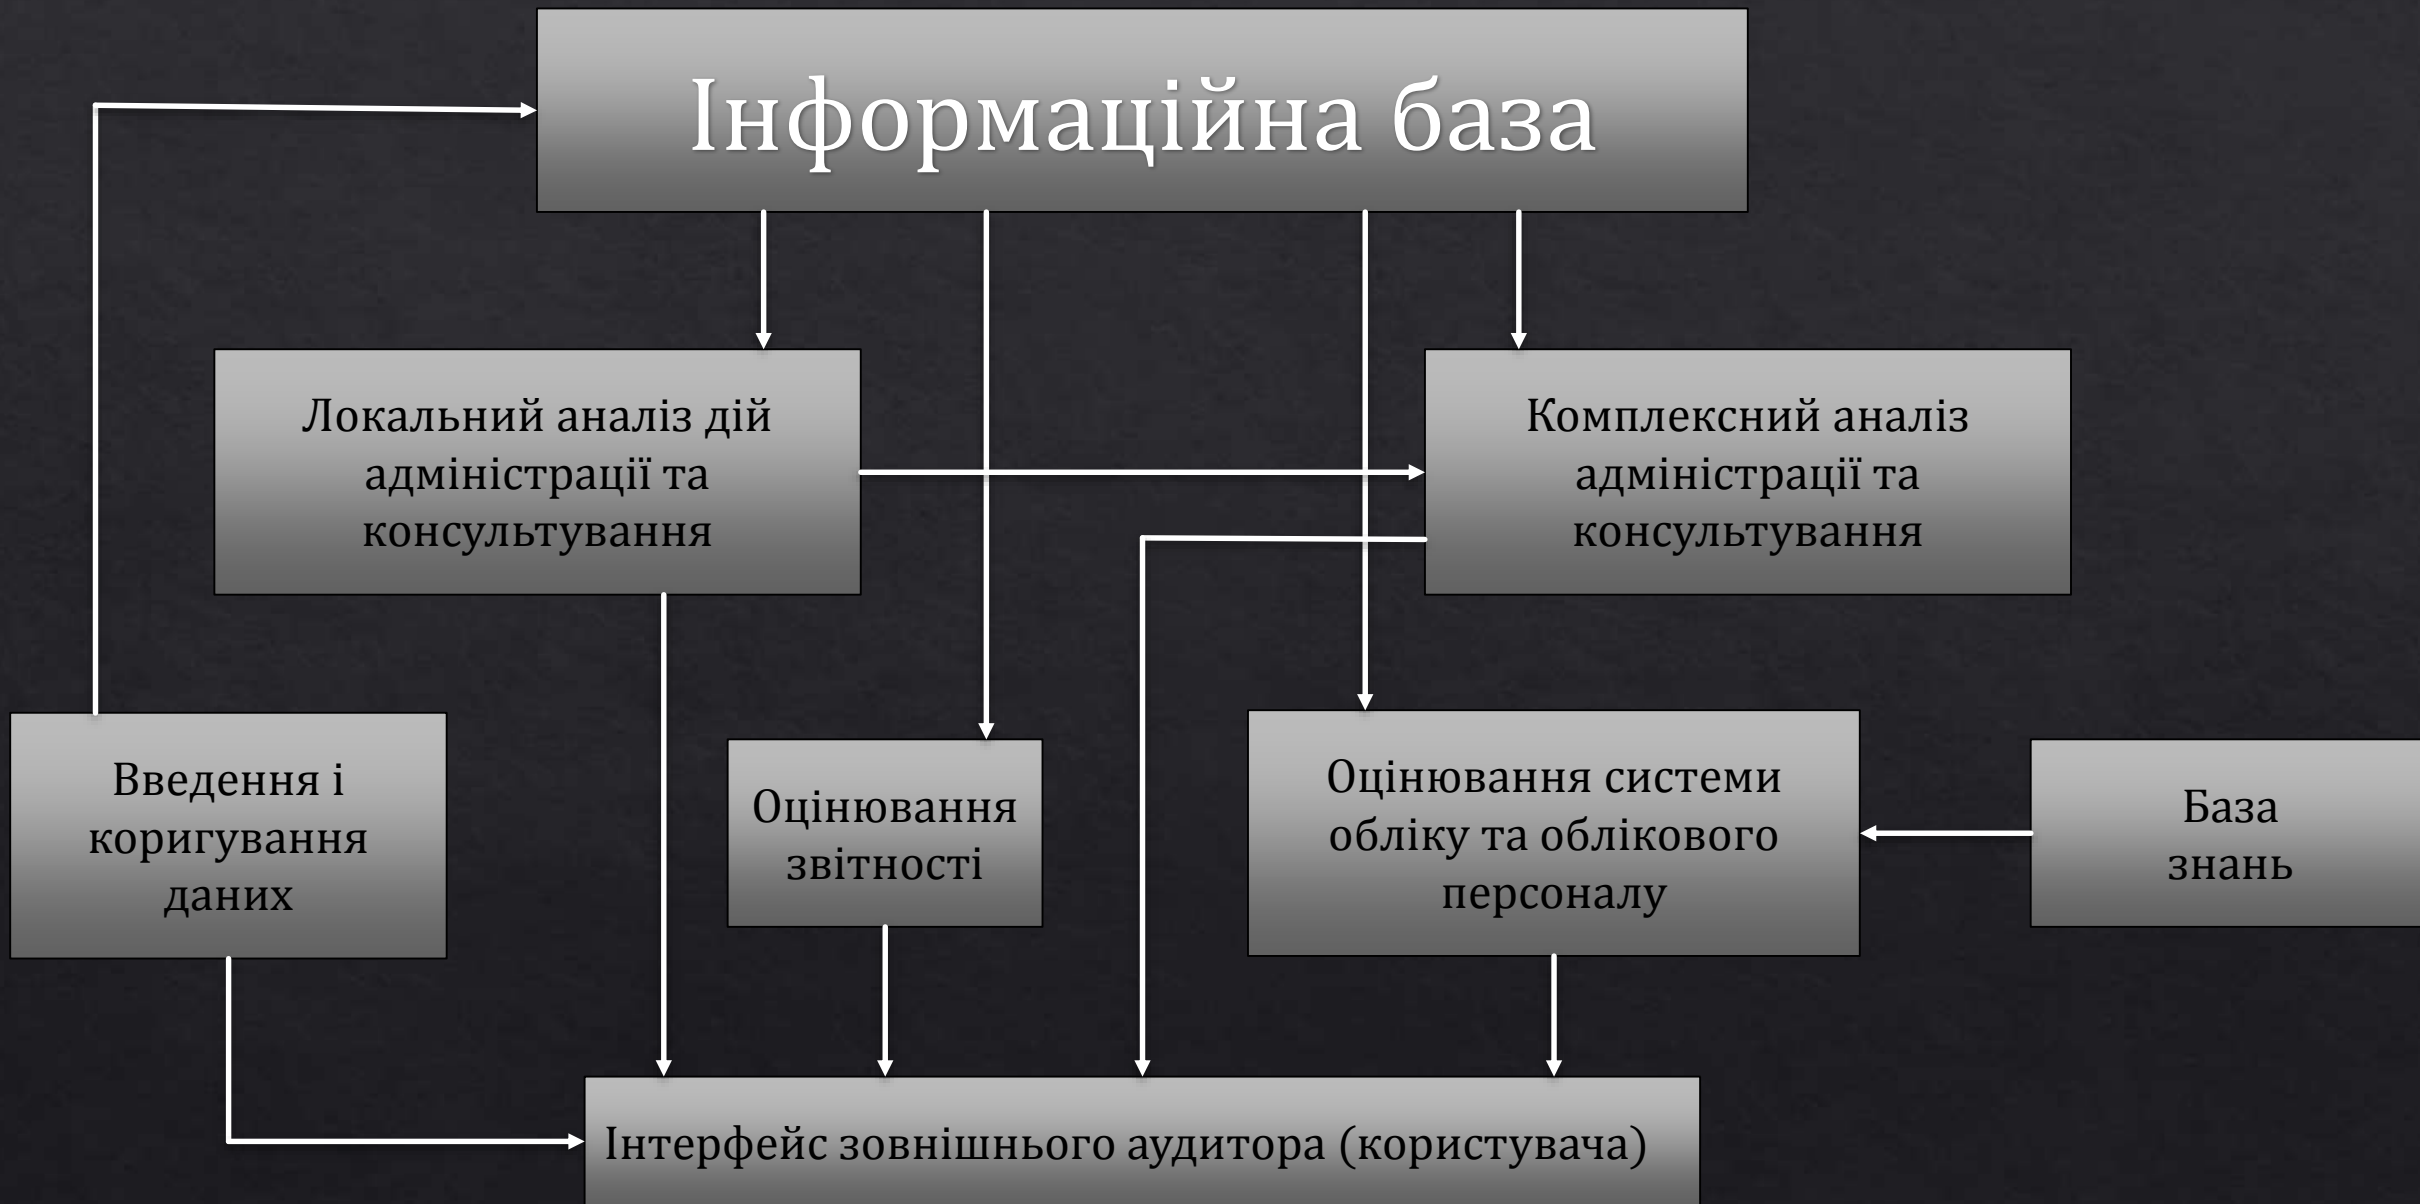 Інформаційна база
Локальний аналіз дій
адміністрації та
консультування
Комплексний аналіз
адміністрації та
консультування
Введення і
коригування
даних
Оцінювання
звітності
Оцінювання системи
обліку та облікового
персоналу
База
знань
Інтерфейс зовнішнього аудитора (користувача)